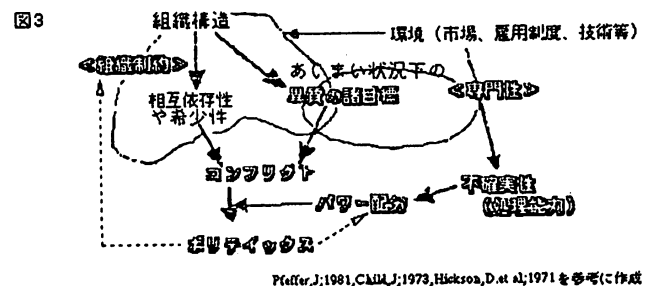 図3
組織構造
環境（市場、雇用制度、技術等）
<組織制約>
あいまい状況下の
相互依存性
や希少性
異質の諸目標
<専門性>
コンフリクト
不確実性
(処理能力)
パワー配分
ポリティックス
Pfeffer,J;1981,Child,J;1973,Hickson,D.et al;1971を参考に作成